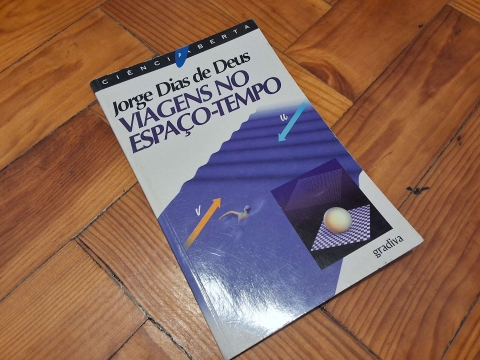 CIÊNCIA ABERTA
Jorge Dias de Deus
VIAGENS NO
ESPAÇO-TEMPO
u
v
gradiva